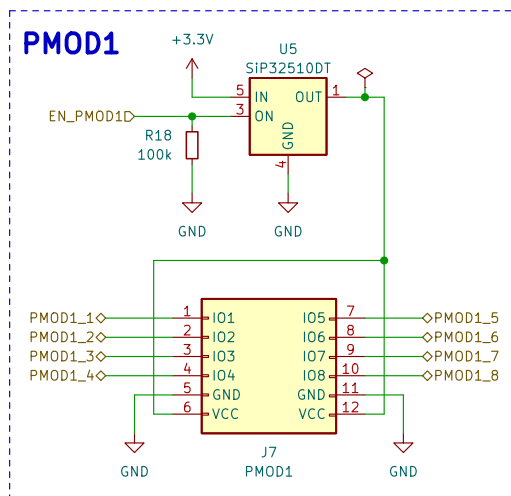 PMOD1
+3.3V
U5
SiP32510DT
5 IN OUT 1
EN_PMOD1 3 ON
GND
4
R18
100k
GND GND
PMOD1_1 1 IO1 IO5 7 PMOD1_5
PMOD1_2 2 IO2 IO6 8 PMOD1_6
PMOD1_3 3 IO3 IO7 9 PMOD1_7
PMOD1_4 4 IO4 IO8 10 PMOD1_8
5 GND GND 11
6 VCC VCC 12
GND GND
J7
PMOD1